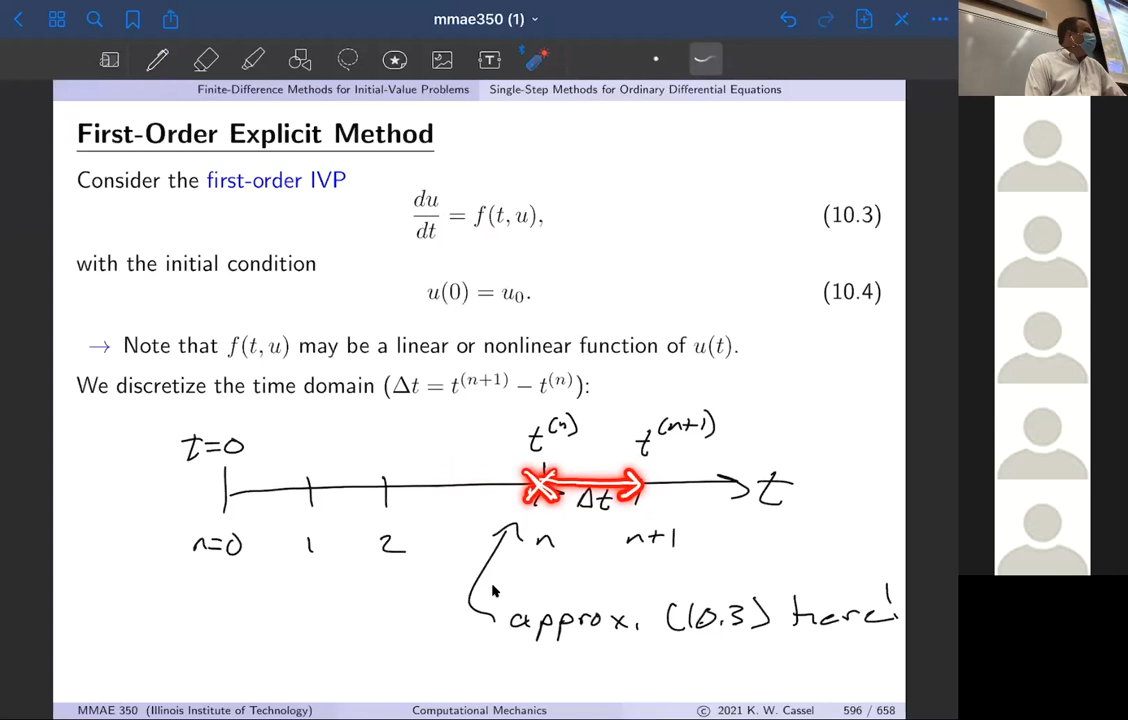 mmae350 (1)
Finite-Difference Methods for Initial-Value Problems Single-Step Methods for Ordinary Differential Equations
First-Order Explicit Method
Consider the first-order IVP
du/dt = f(t, u), (10.3)
with the initial condition
u(0) = u₀. (10.4)
→ Note that f(t, u) may be a linear or nonlinear function of u(t).
We discretize the time domain (Δt = t⁽ⁿ⁺¹⁾ − t⁽ⁿ⁾):
t=0 t⁽ⁿ⁾ t⁽ⁿ⁺¹⁾
Δt t
n=0 1 2 n n+1
approx. (10.3) here!
MMAE 350 (Illinois Institute of Technology) Computational Mechanics © 2021 K. W. Cassel 596 / 658